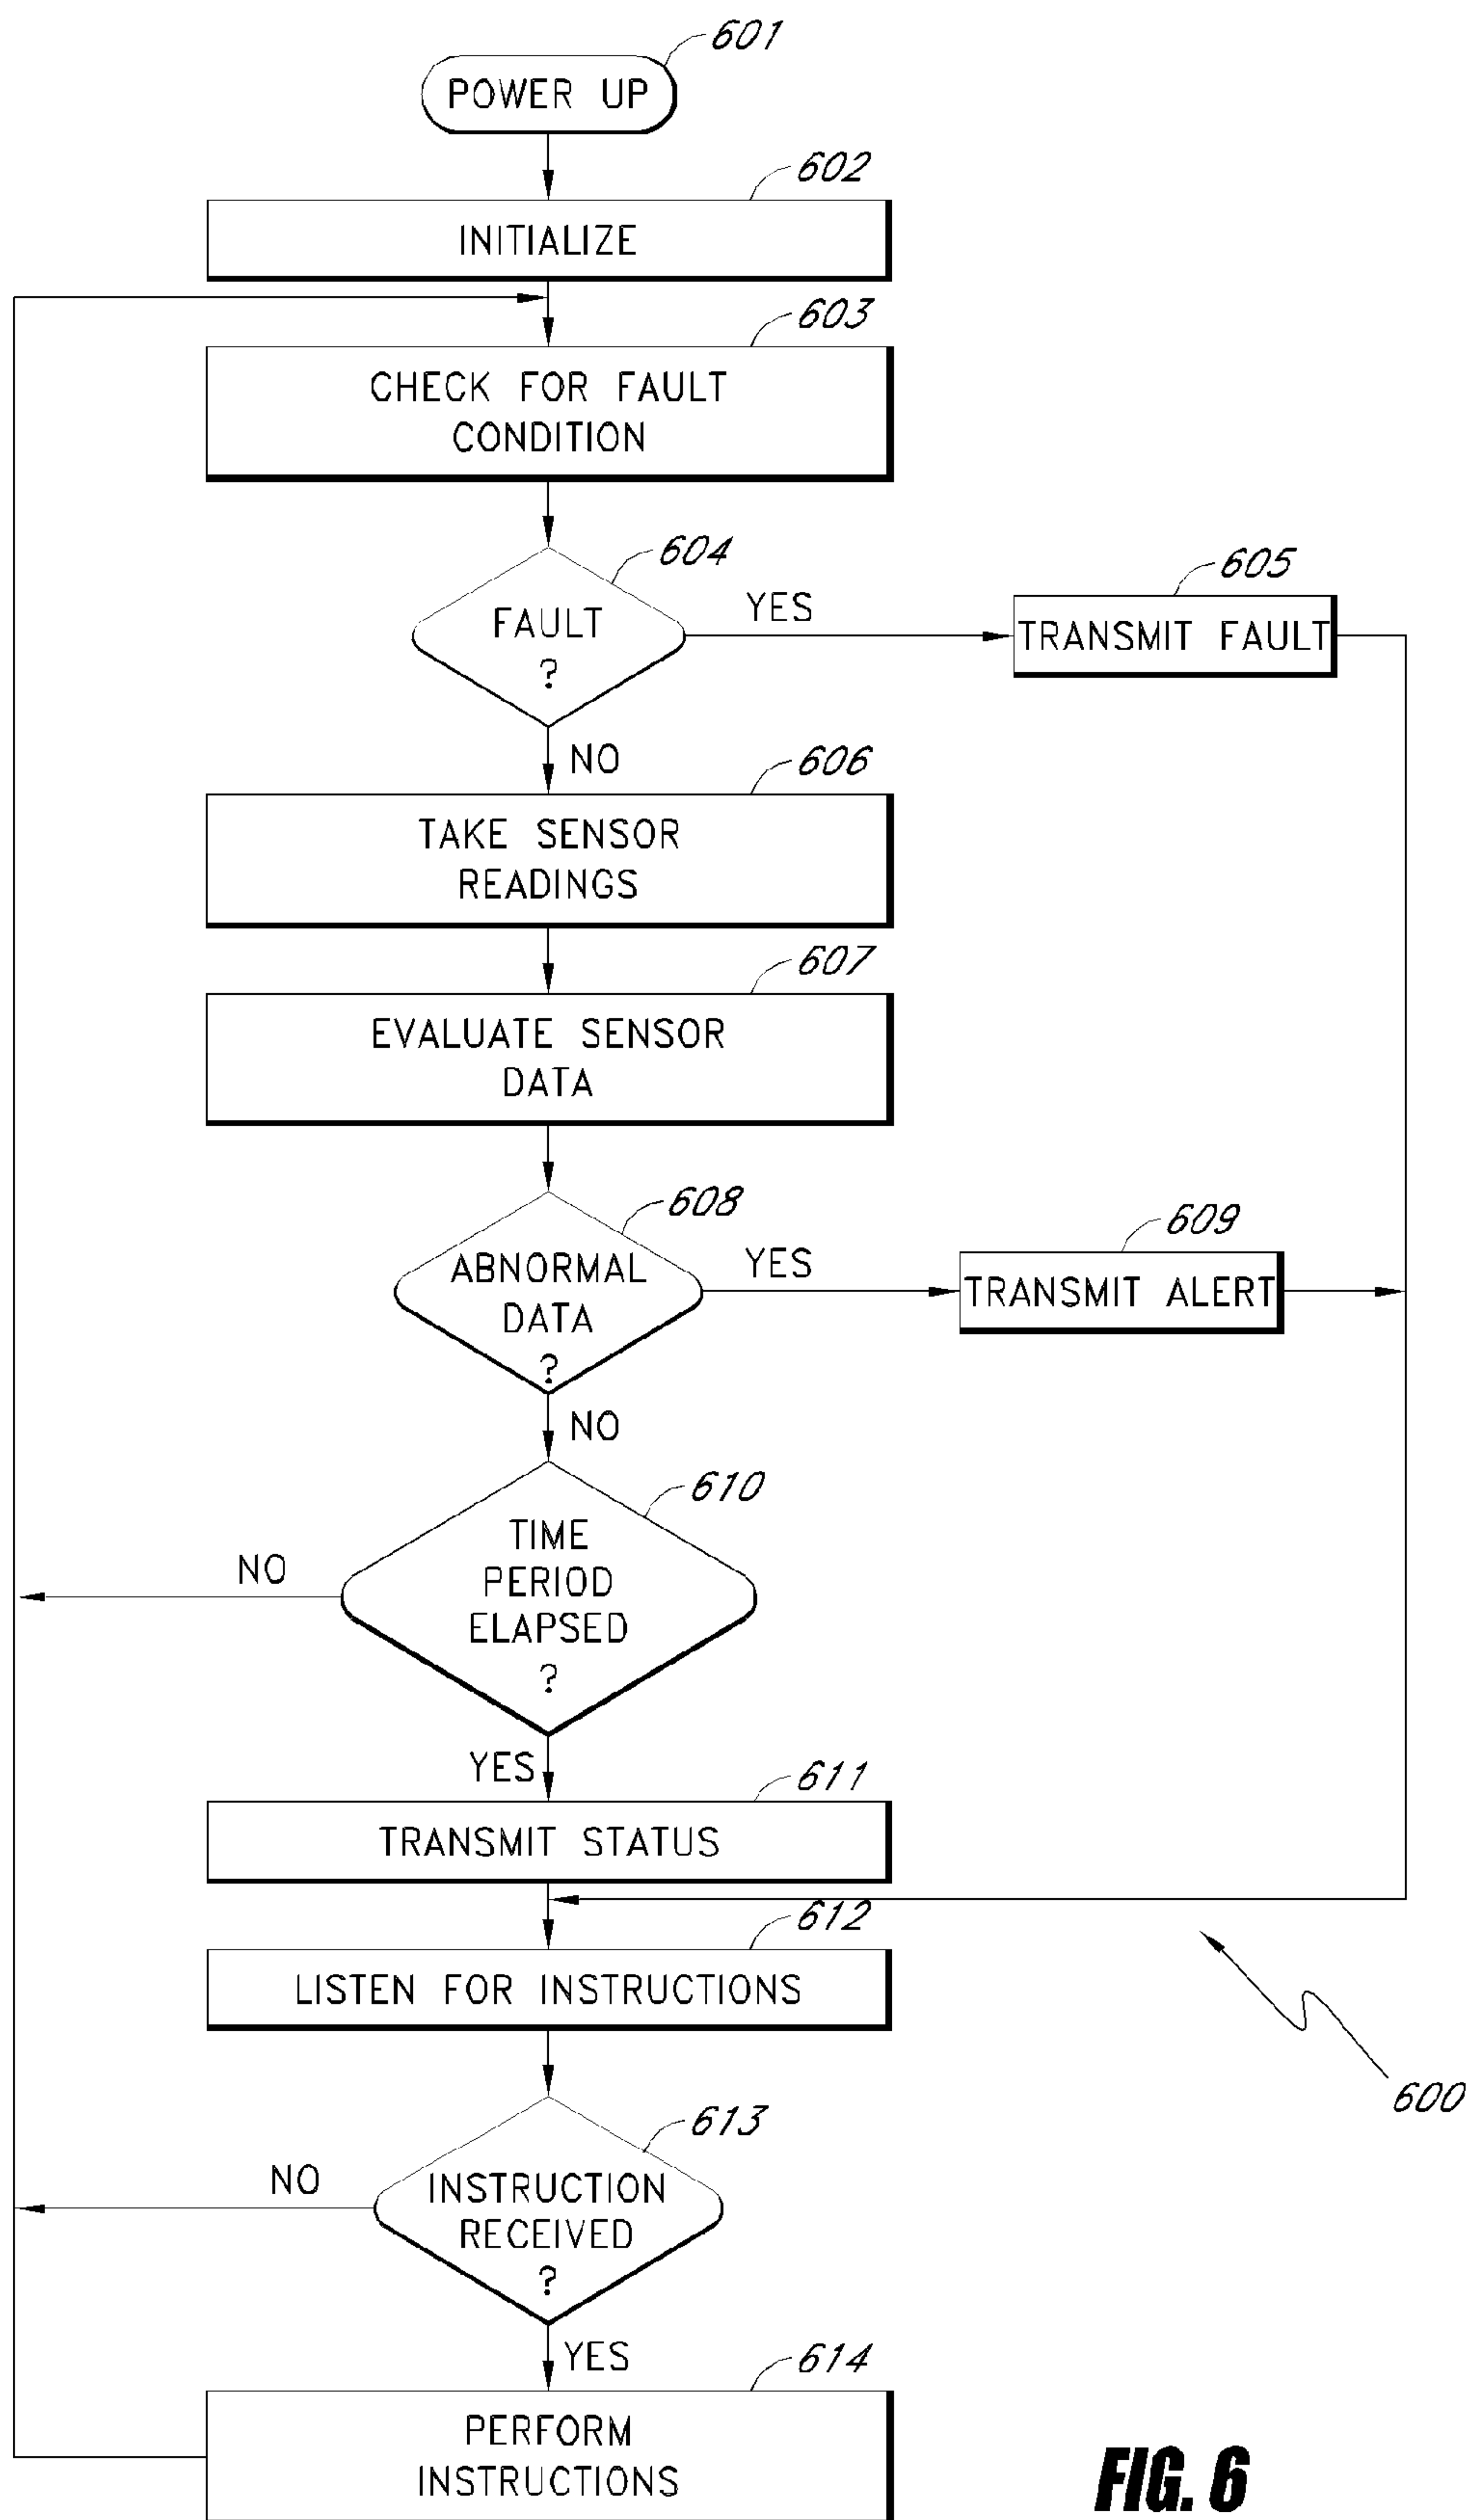 601
POWER UP
602
INITIALIZE
603
CHECK FOR FAULT
CONDITION
604
FAULT
?
YES
605
TRANSMIT FAULT
NO
606
TAKE SENSOR
READINGS
607
EVALUATE SENSOR
DATA
608
ABNORMAL
DATA
?
YES
609
TRANSMIT ALERT
NO
610
TIME
PERIOD
ELAPSED
?
NO
YES
611
TRANSMIT STATUS
612
LISTEN FOR INSTRUCTIONS
600
613
INSTRUCTION
RECEIVED
?
NO
YES
614
PERFORM
INSTRUCTIONS
FIG. 6